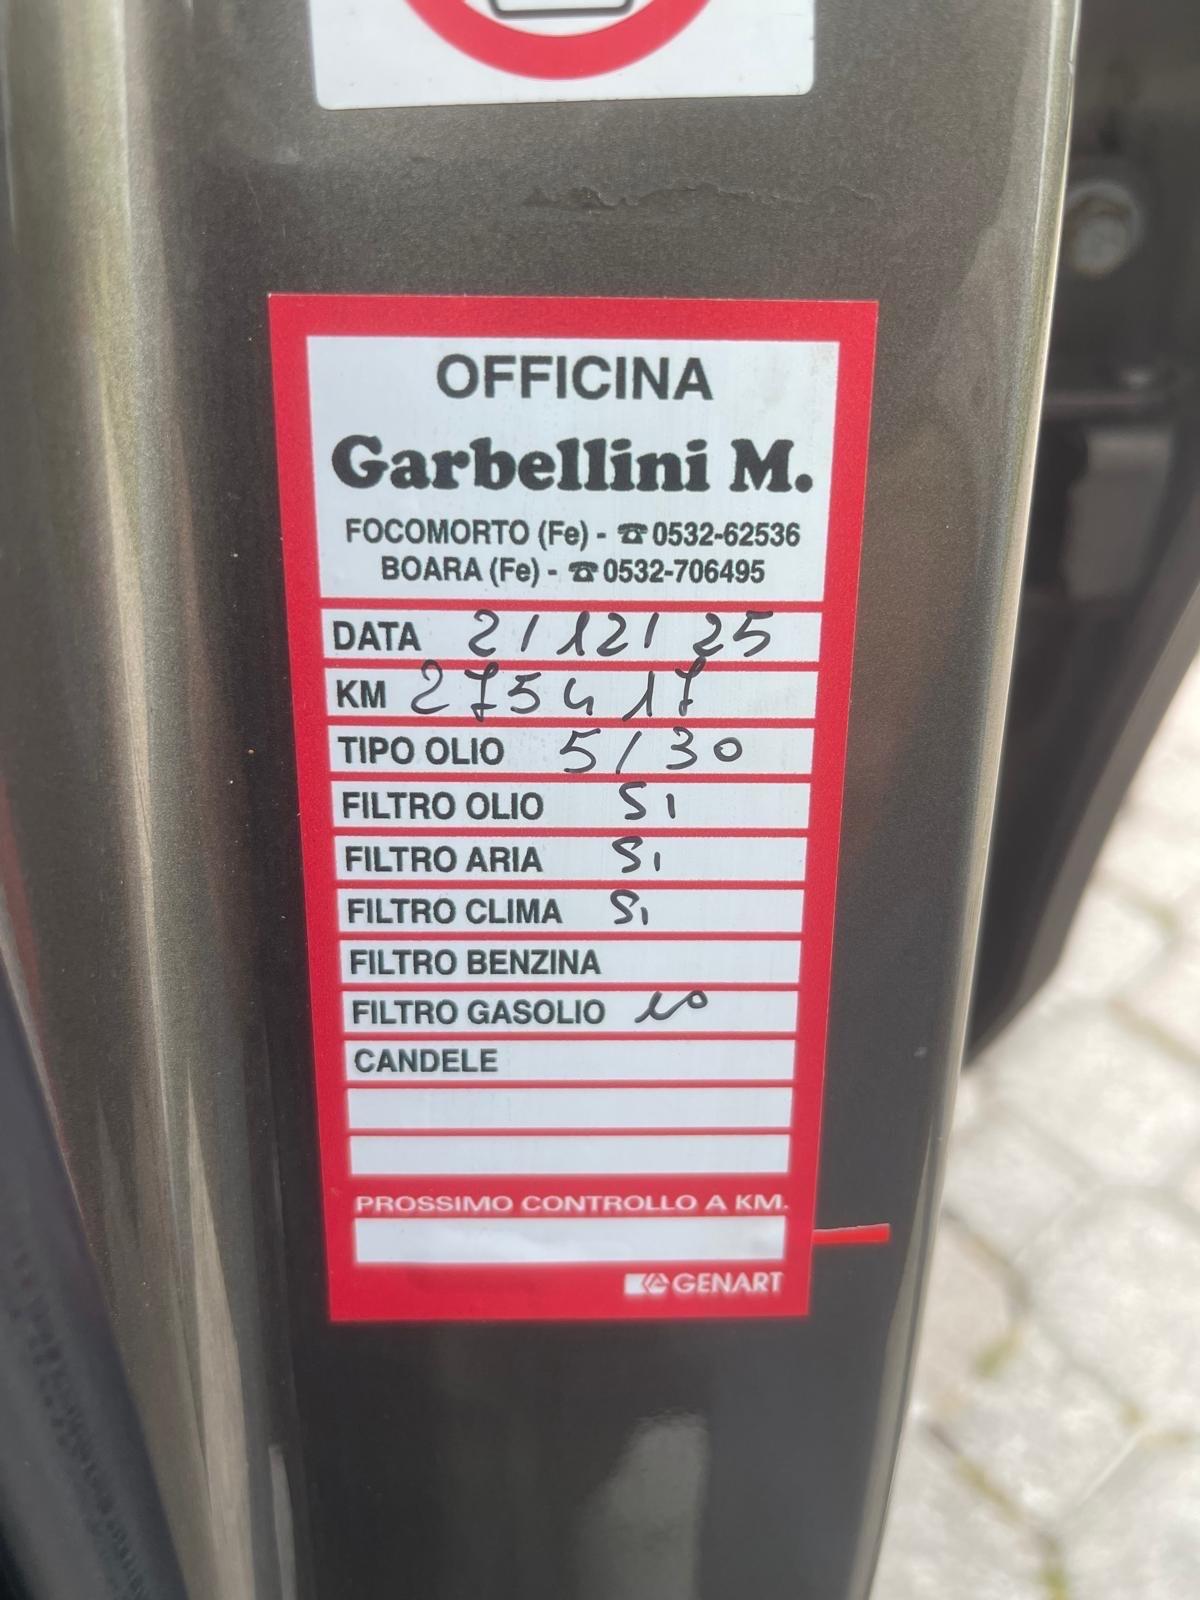 OFFICINA
Garbellini M.
FOCOMORTO (Fe) - ☎0532-62536
BOARA (Fe) - ☎0532-706495
DATA 2/12/25
KM 275417
TIPO OLIO 5/30
FILTRO OLIO SI
FILTRO ARIA SI
FILTRO CLIMA SI
FILTRO BENZINA
FILTRO GASOLIO NO
CANDELE
PROSSIMO CONTROLLO A KM.
GENART